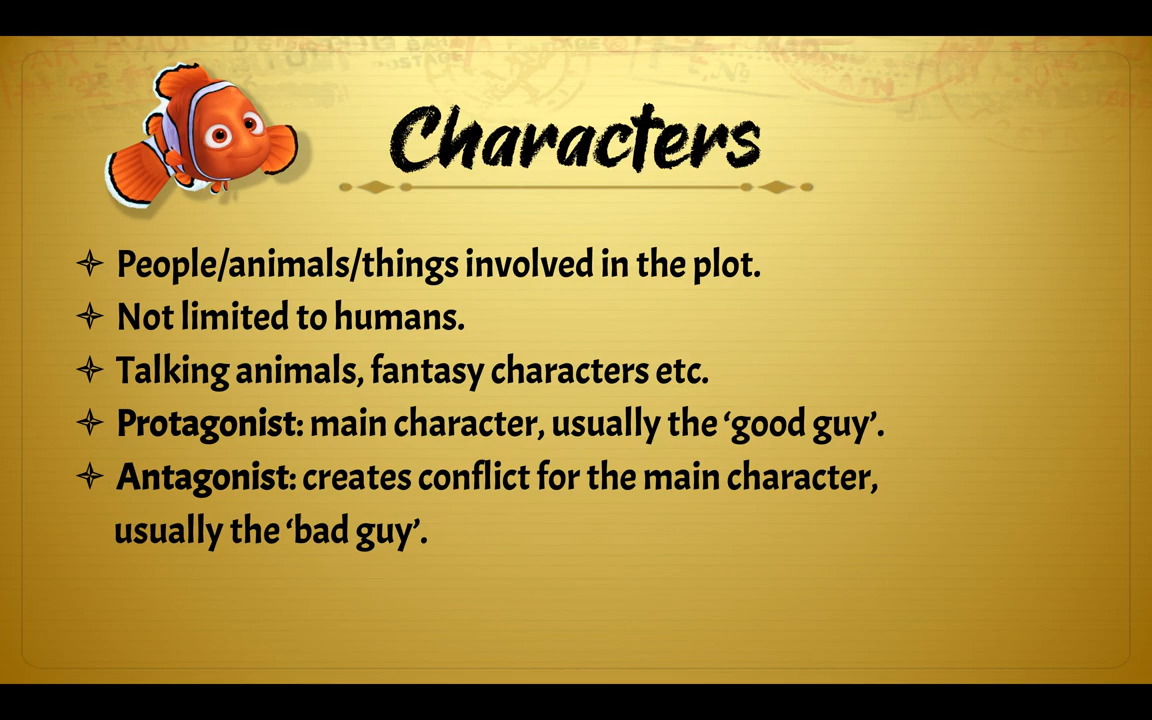 Characters
People/animals/things involved in the plot.
Not limited to humans.
Talking animals, fantasy characters etc.
Protagonist: main character, usually the ‘good guy’.
Antagonist: creates conflict for the main character,
usually the ‘bad guy’.